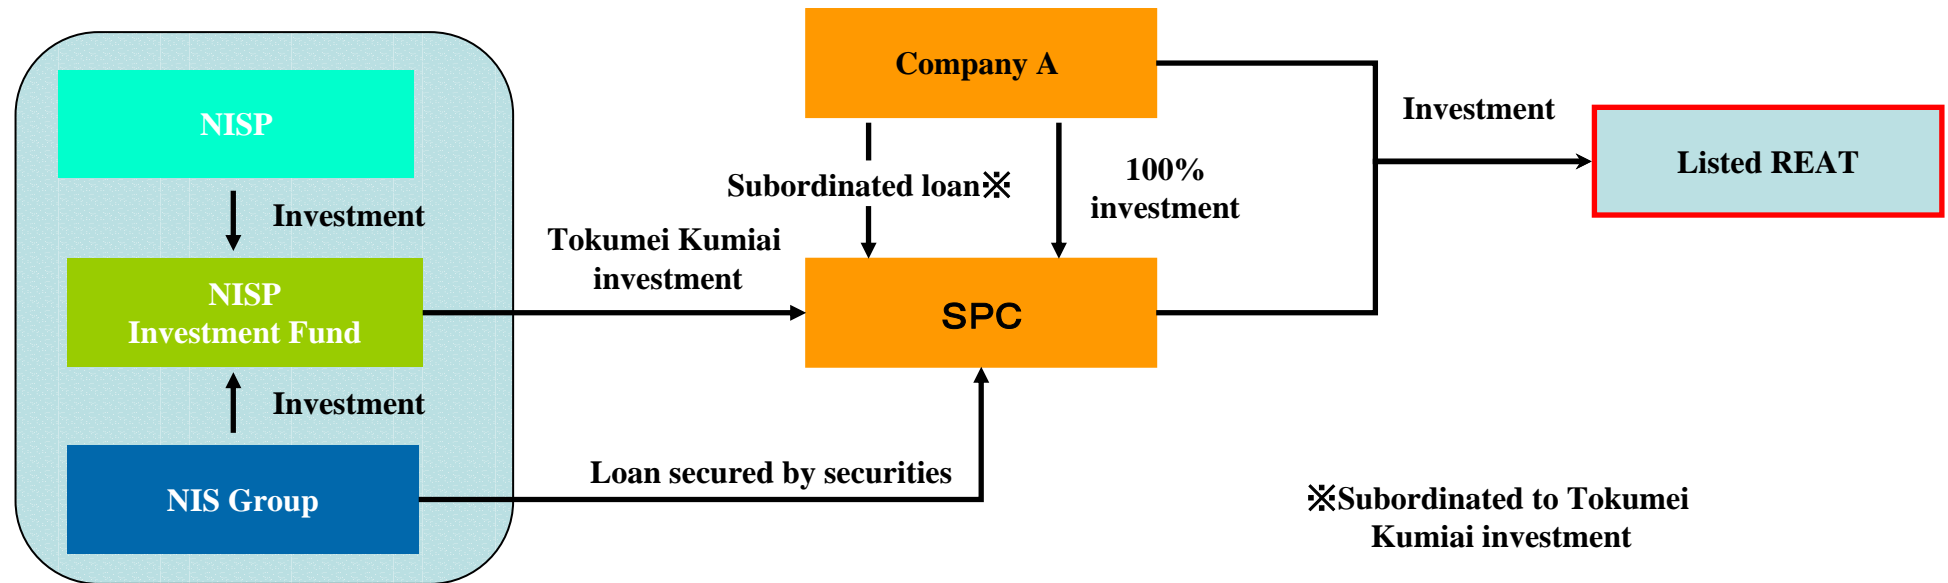 NISP
Investment
NISP
Investment Fund
Investment
NIS Group
Tokumei Kumiai
investment
Loan secured by securities
Company A
Subordinated loan※
100%
investment
SPC
Investment
Listed REAT
※Subordinated to Tokumei
Kumiai investment